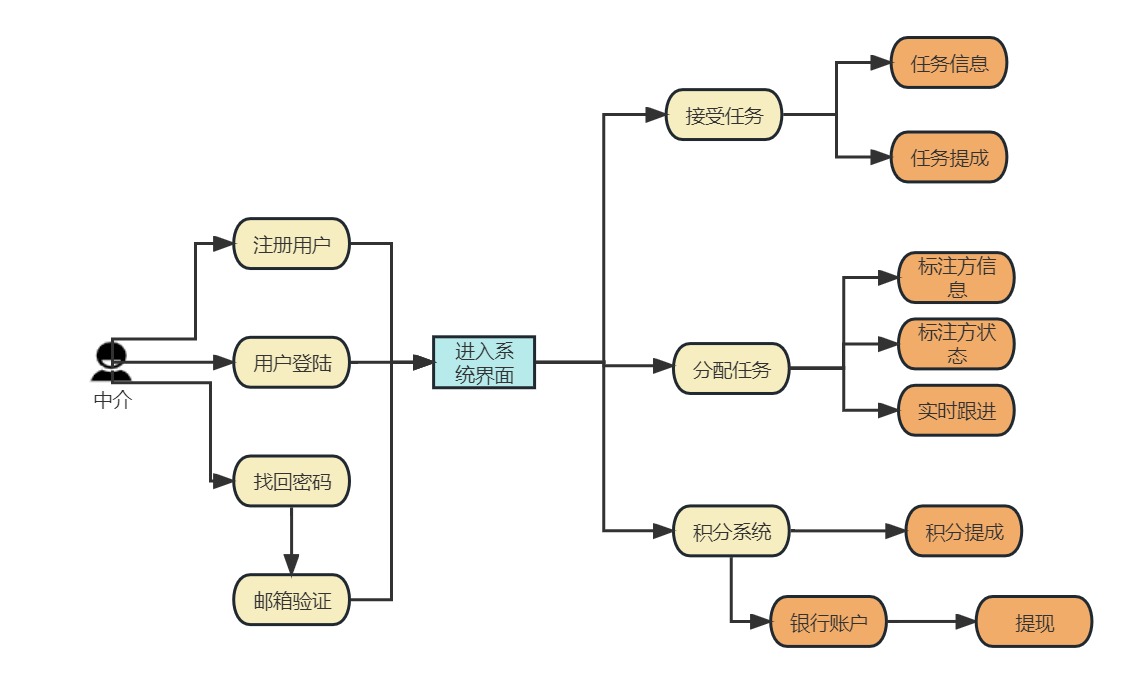 任务信息
接受任务
任务提成
注册用户
标注方信
息
进入系
统界面
标注方状
态
用户登陆
分配任务
中介
实时跟进
找回密码
积分系统
积分提成
邮箱验证
银行账户
提现